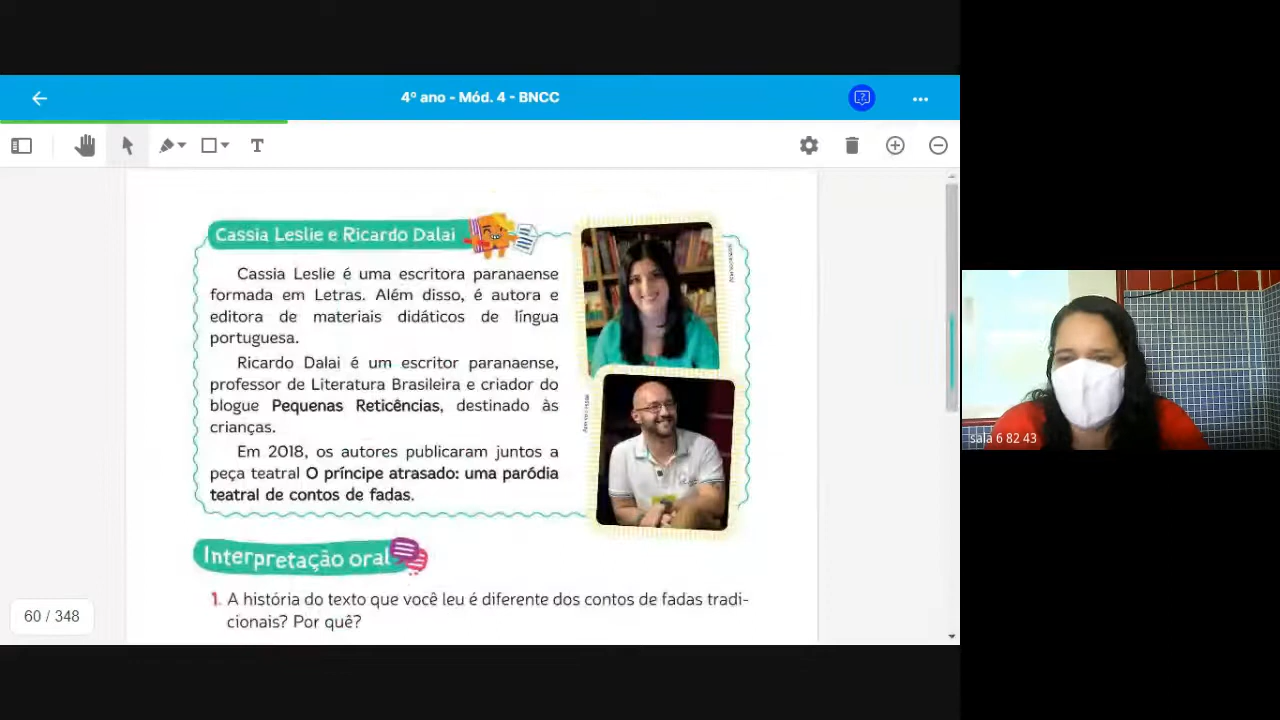 4º ano - Mód. 4 - BNCC
T
Cassia Leslie e Ricardo Dalai
Cassia Leslie é uma escritora paranaense
formada em Letras. Além disso, é autora e
editora de materiais didáticos de língua
portuguesa.
Ricardo Dalai é um escritor paranaense,
professor de Literatura Brasileira e criador do
blogue Pequenas Reticências, destinado às
crianças.
Em 2018, os autores publicaram juntos a
peça teatral O príncipe atrasado: uma paródia
teatral de contos de fadas.
Interpretação oral
1. A história do texto que você leu é diferente dos contos de fadas tradi-
cionais? Por quê?
60 / 348
sala 6 82 43